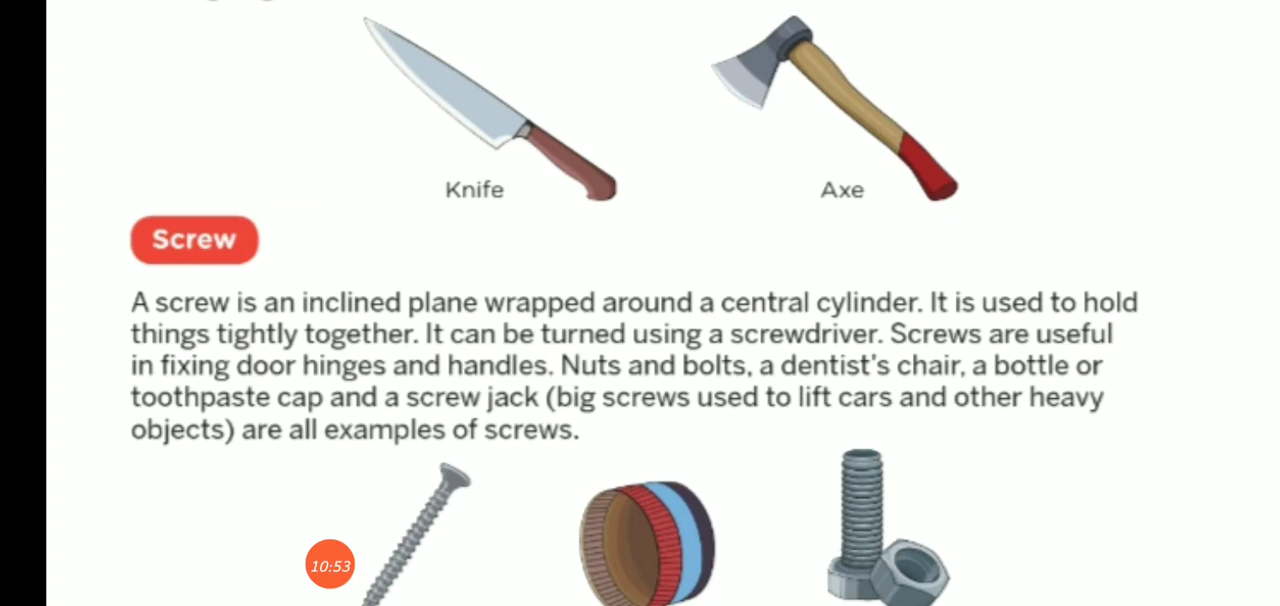 Knife
Axe
Screw
A screw is an inclined plane wrapped around a central cylinder. It is used to hold
things tightly together. It can be turned using a screwdriver. Screws are useful
in fixing door hinges and handles. Nuts and bolts, a dentist's chair, a bottle or
toothpaste cap and a screw jack (big screws used to lift cars and other heavy
objects) are all examples of screws.
10:53